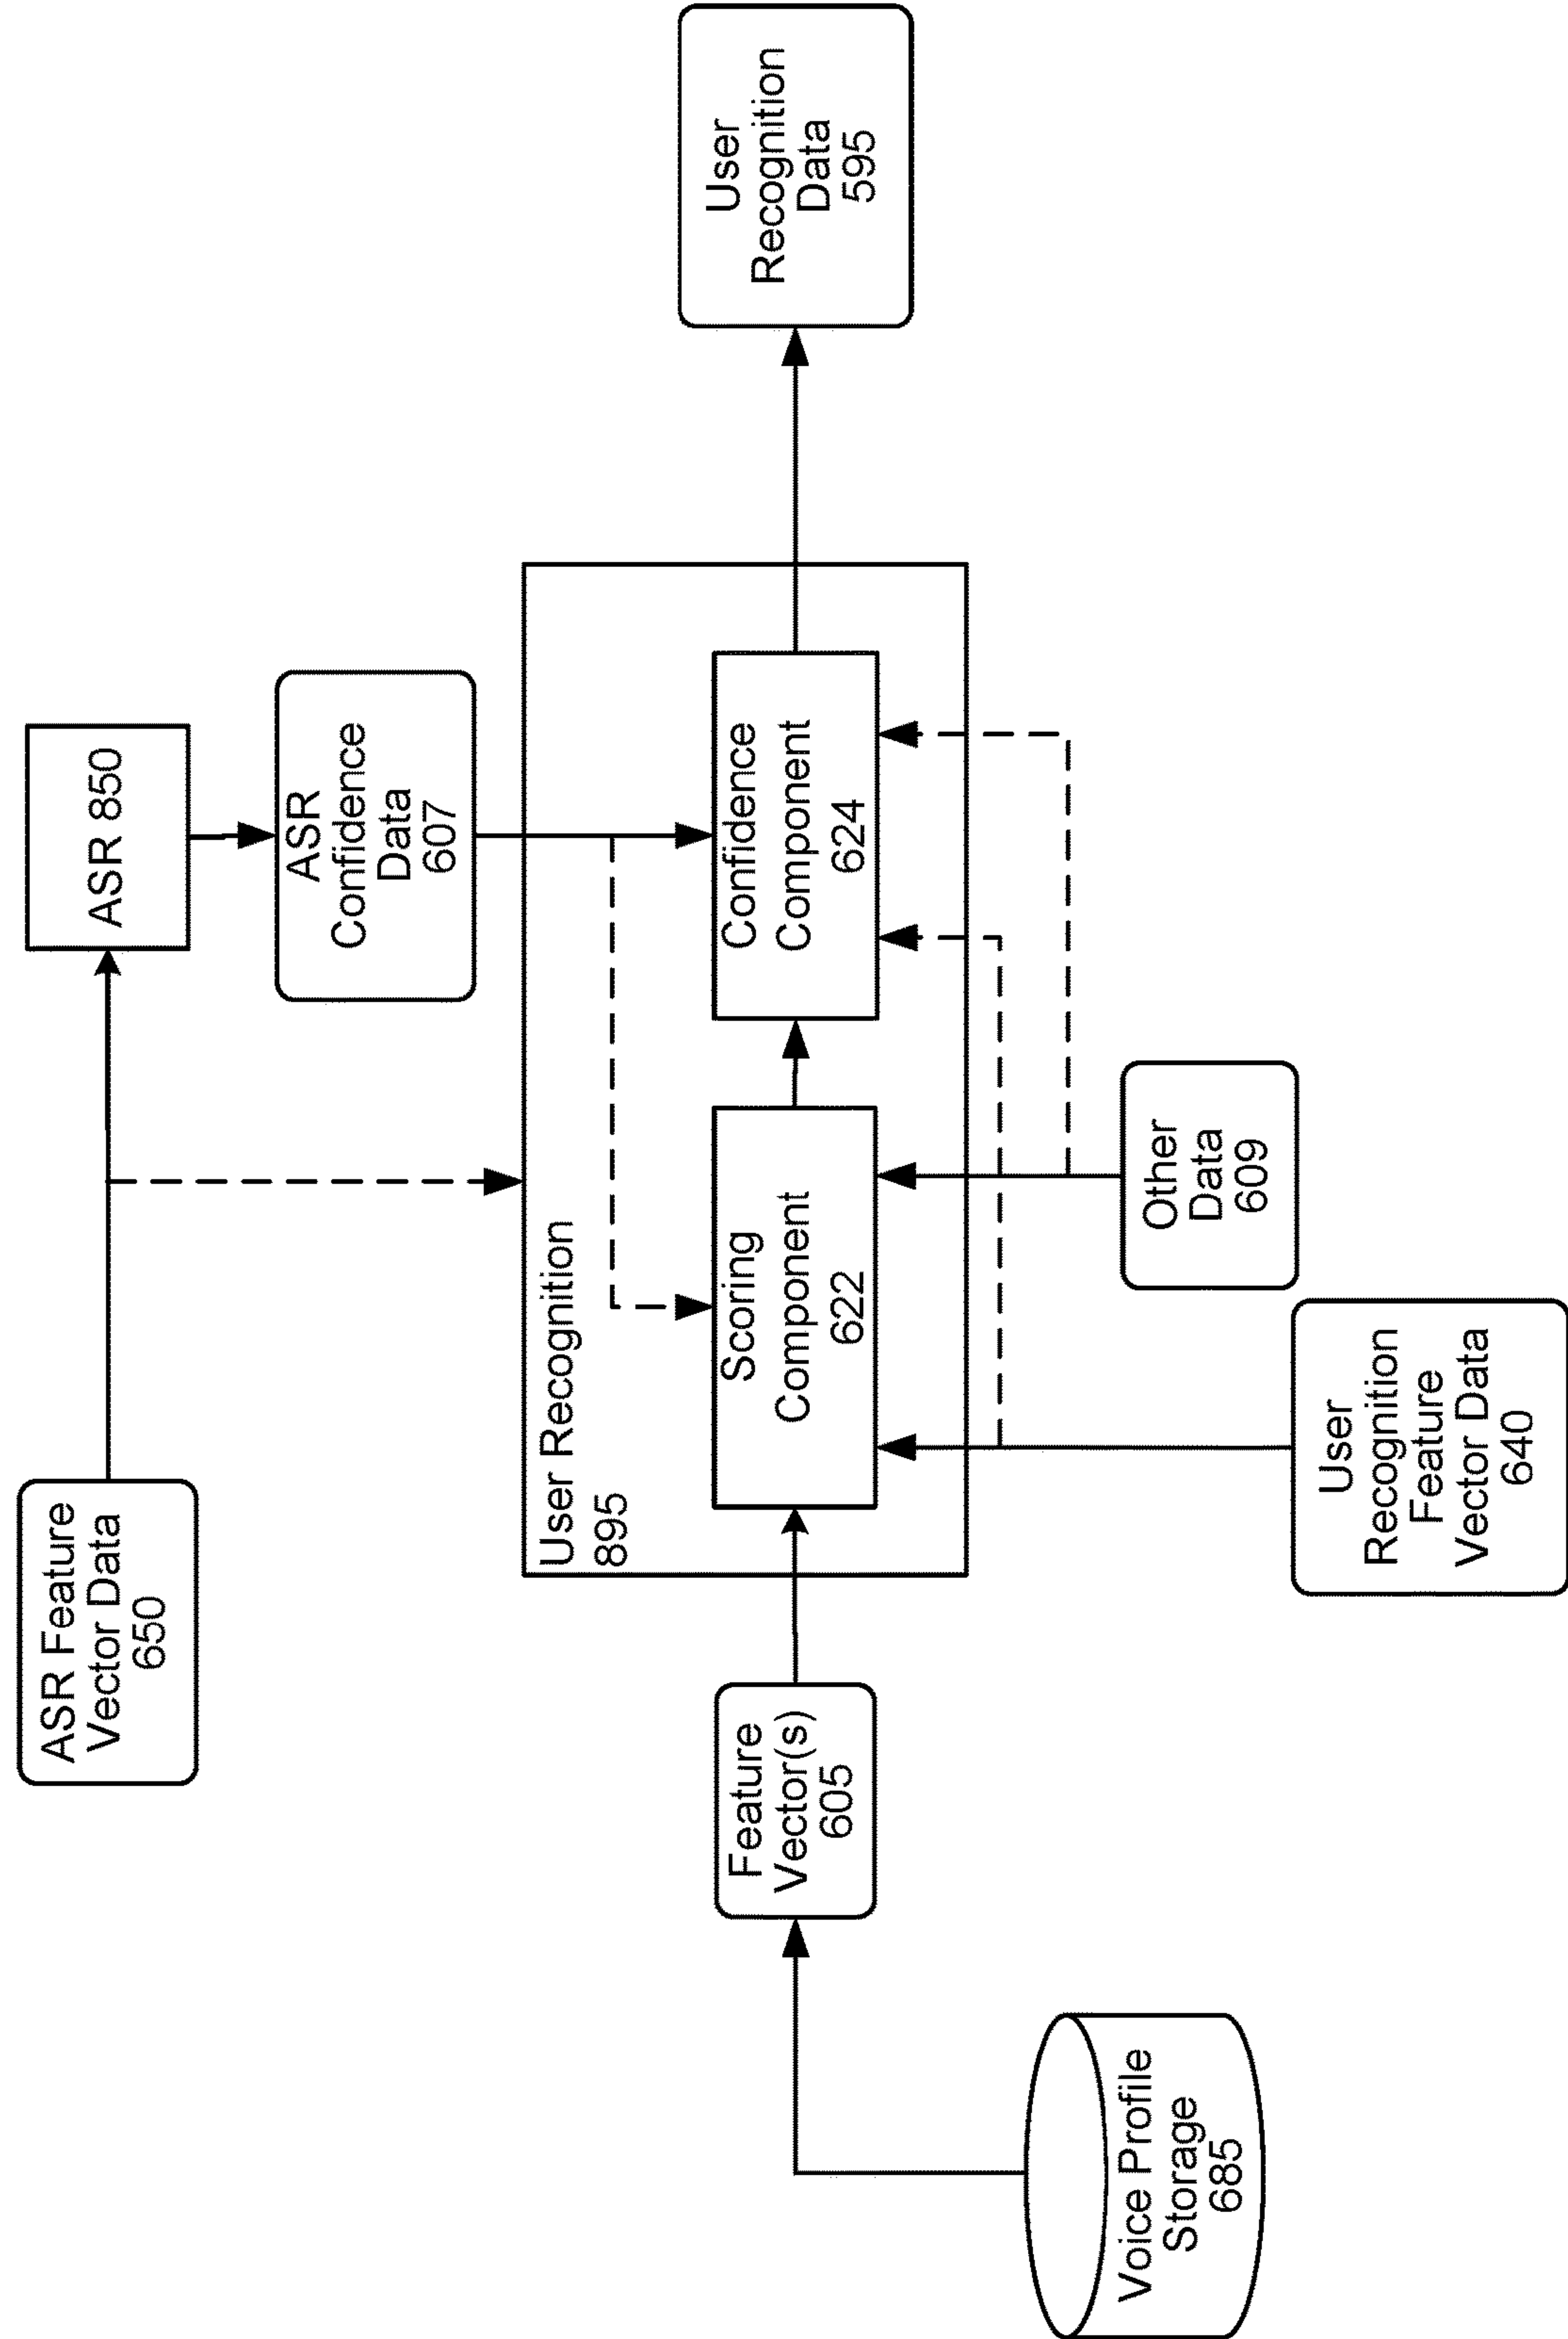 ASR Feature
Vector Data
650
ASR 850
ASR
Confidence
Data
607
User Recognition
895
Voice Profile
Storage
685
Feature
Vector(s)
605
Scoring
Component
622
Confidence
Component
624
User
Recognition
Data
595
Other
Data
609
User
Recognition
Feature
Vector Data
640